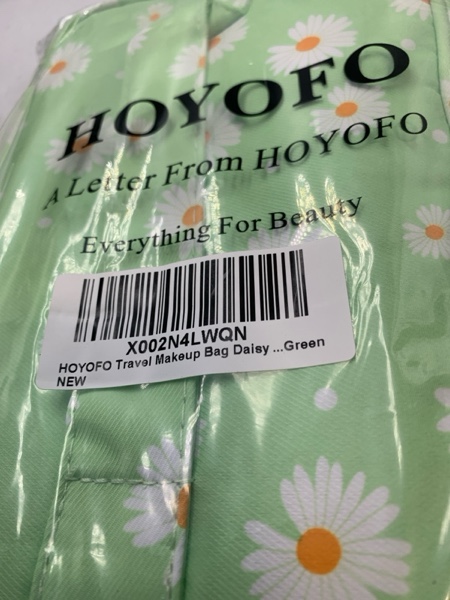 HOYOFO
A Letter From HOYOFO
Everything For Beauty
X002N4LWQN
HOYOFO Travel Makeup Bag Daisy ...Green
NEW